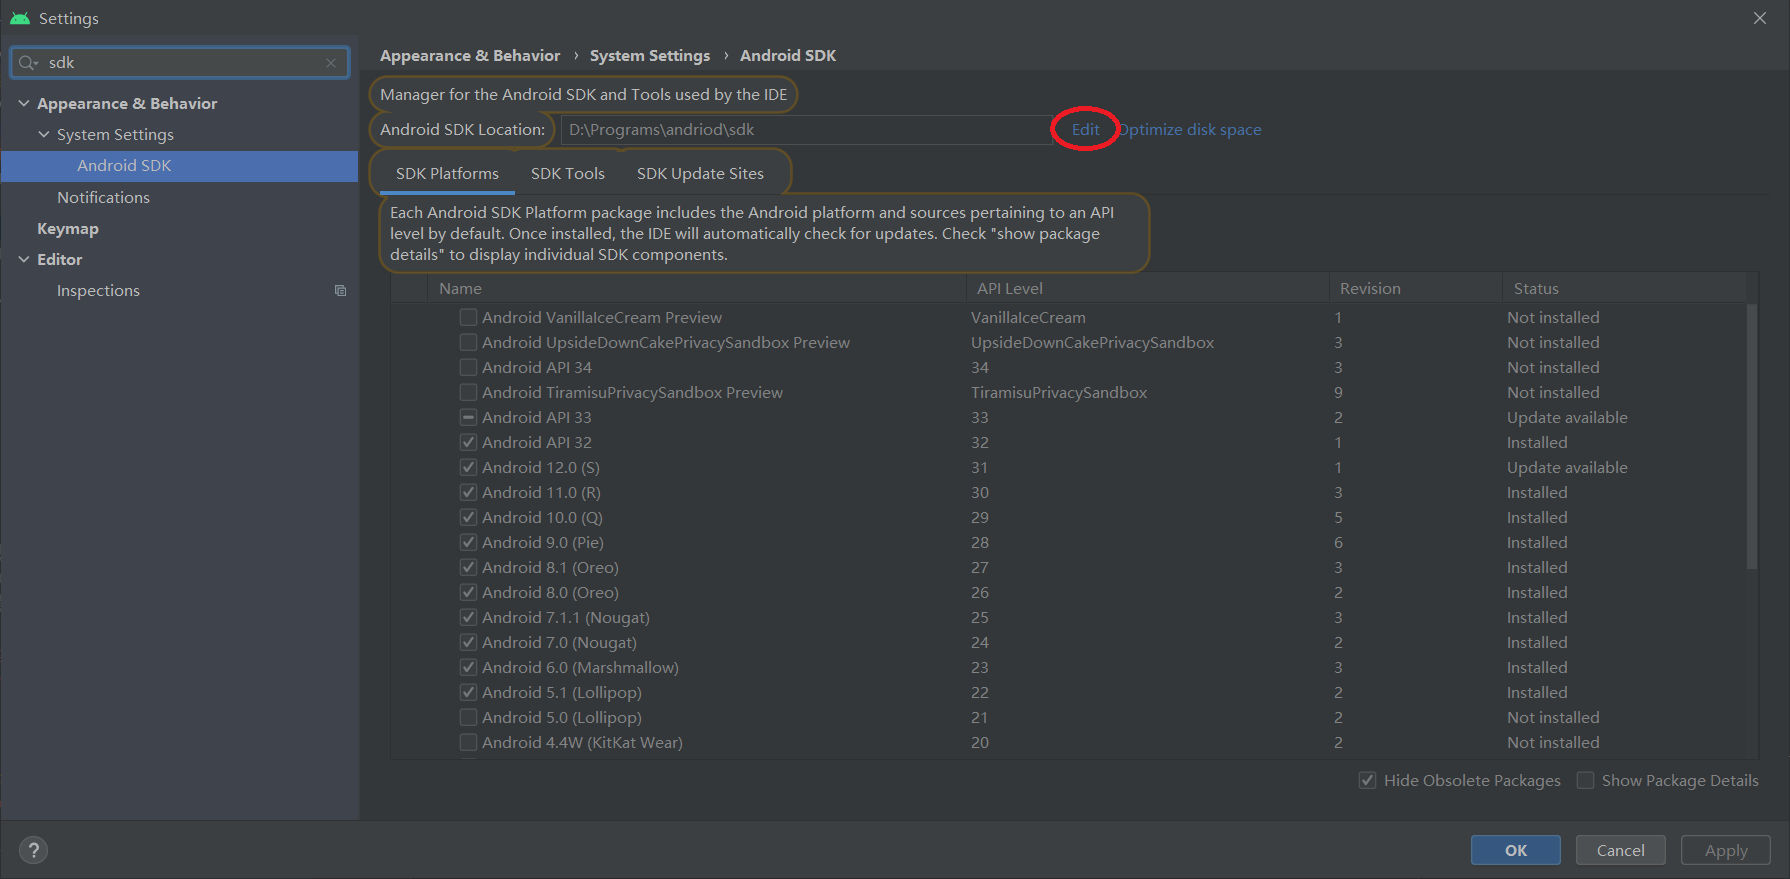 Settings
sdk
Appearance & Behavior
System Settings
Android SDK
Notifications
Keymap
Editor
Inspections
Appearance & Behavior › System Settings › Android SDK
Manager for the Android SDK and Tools used by the IDE
Android SDK Location: D:\Programs\andriod\sdk Edit Optimize disk space
SDK Platforms SDK Tools SDK Update Sites
Each Android SDK Platform package includes the Android platform and sources pertaining to an API
level by default. Once installed, the IDE will automatically check for updates. Check "show package
details" to display individual SDK components.
Name API Level Revision Status
Android VanillaIceCream Preview VanillaIceCream 1 Not installed
Android UpsideDownCakePrivacySandbox Preview UpsideDownCakePrivacySandbox 3 Not installed
Android API 34 34 3 Not installed
Android TiramisuPrivacySandbox Preview TiramisuPrivacySandbox 9 Not installed
Android API 33 33 2 Update available
Android API 32 32 1 Installed
Android 12.0 (S) 31 1 Update available
Android 11.0 (R) 30 3 Installed
Android 10.0 (Q) 29 5 Installed
Android 9.0 (Pie) 28 6 Installed
Android 8.1 (Oreo) 27 3 Installed
Android 8.0 (Oreo) 26 2 Installed
Android 7.1.1 (Nougat) 25 3 Installed
Android 7.0 (Nougat) 24 2 Installed
Android 6.0 (Marshmallow) 23 3 Installed
Android 5.1 (Lollipop) 22 2 Installed
Android 5.0 (Lollipop) 21 2 Not installed
Android 4.4W (KitKat Wear) 20 2 Not installed
Hide Obsolete Packages Show Package Details
? OK Cancel Apply